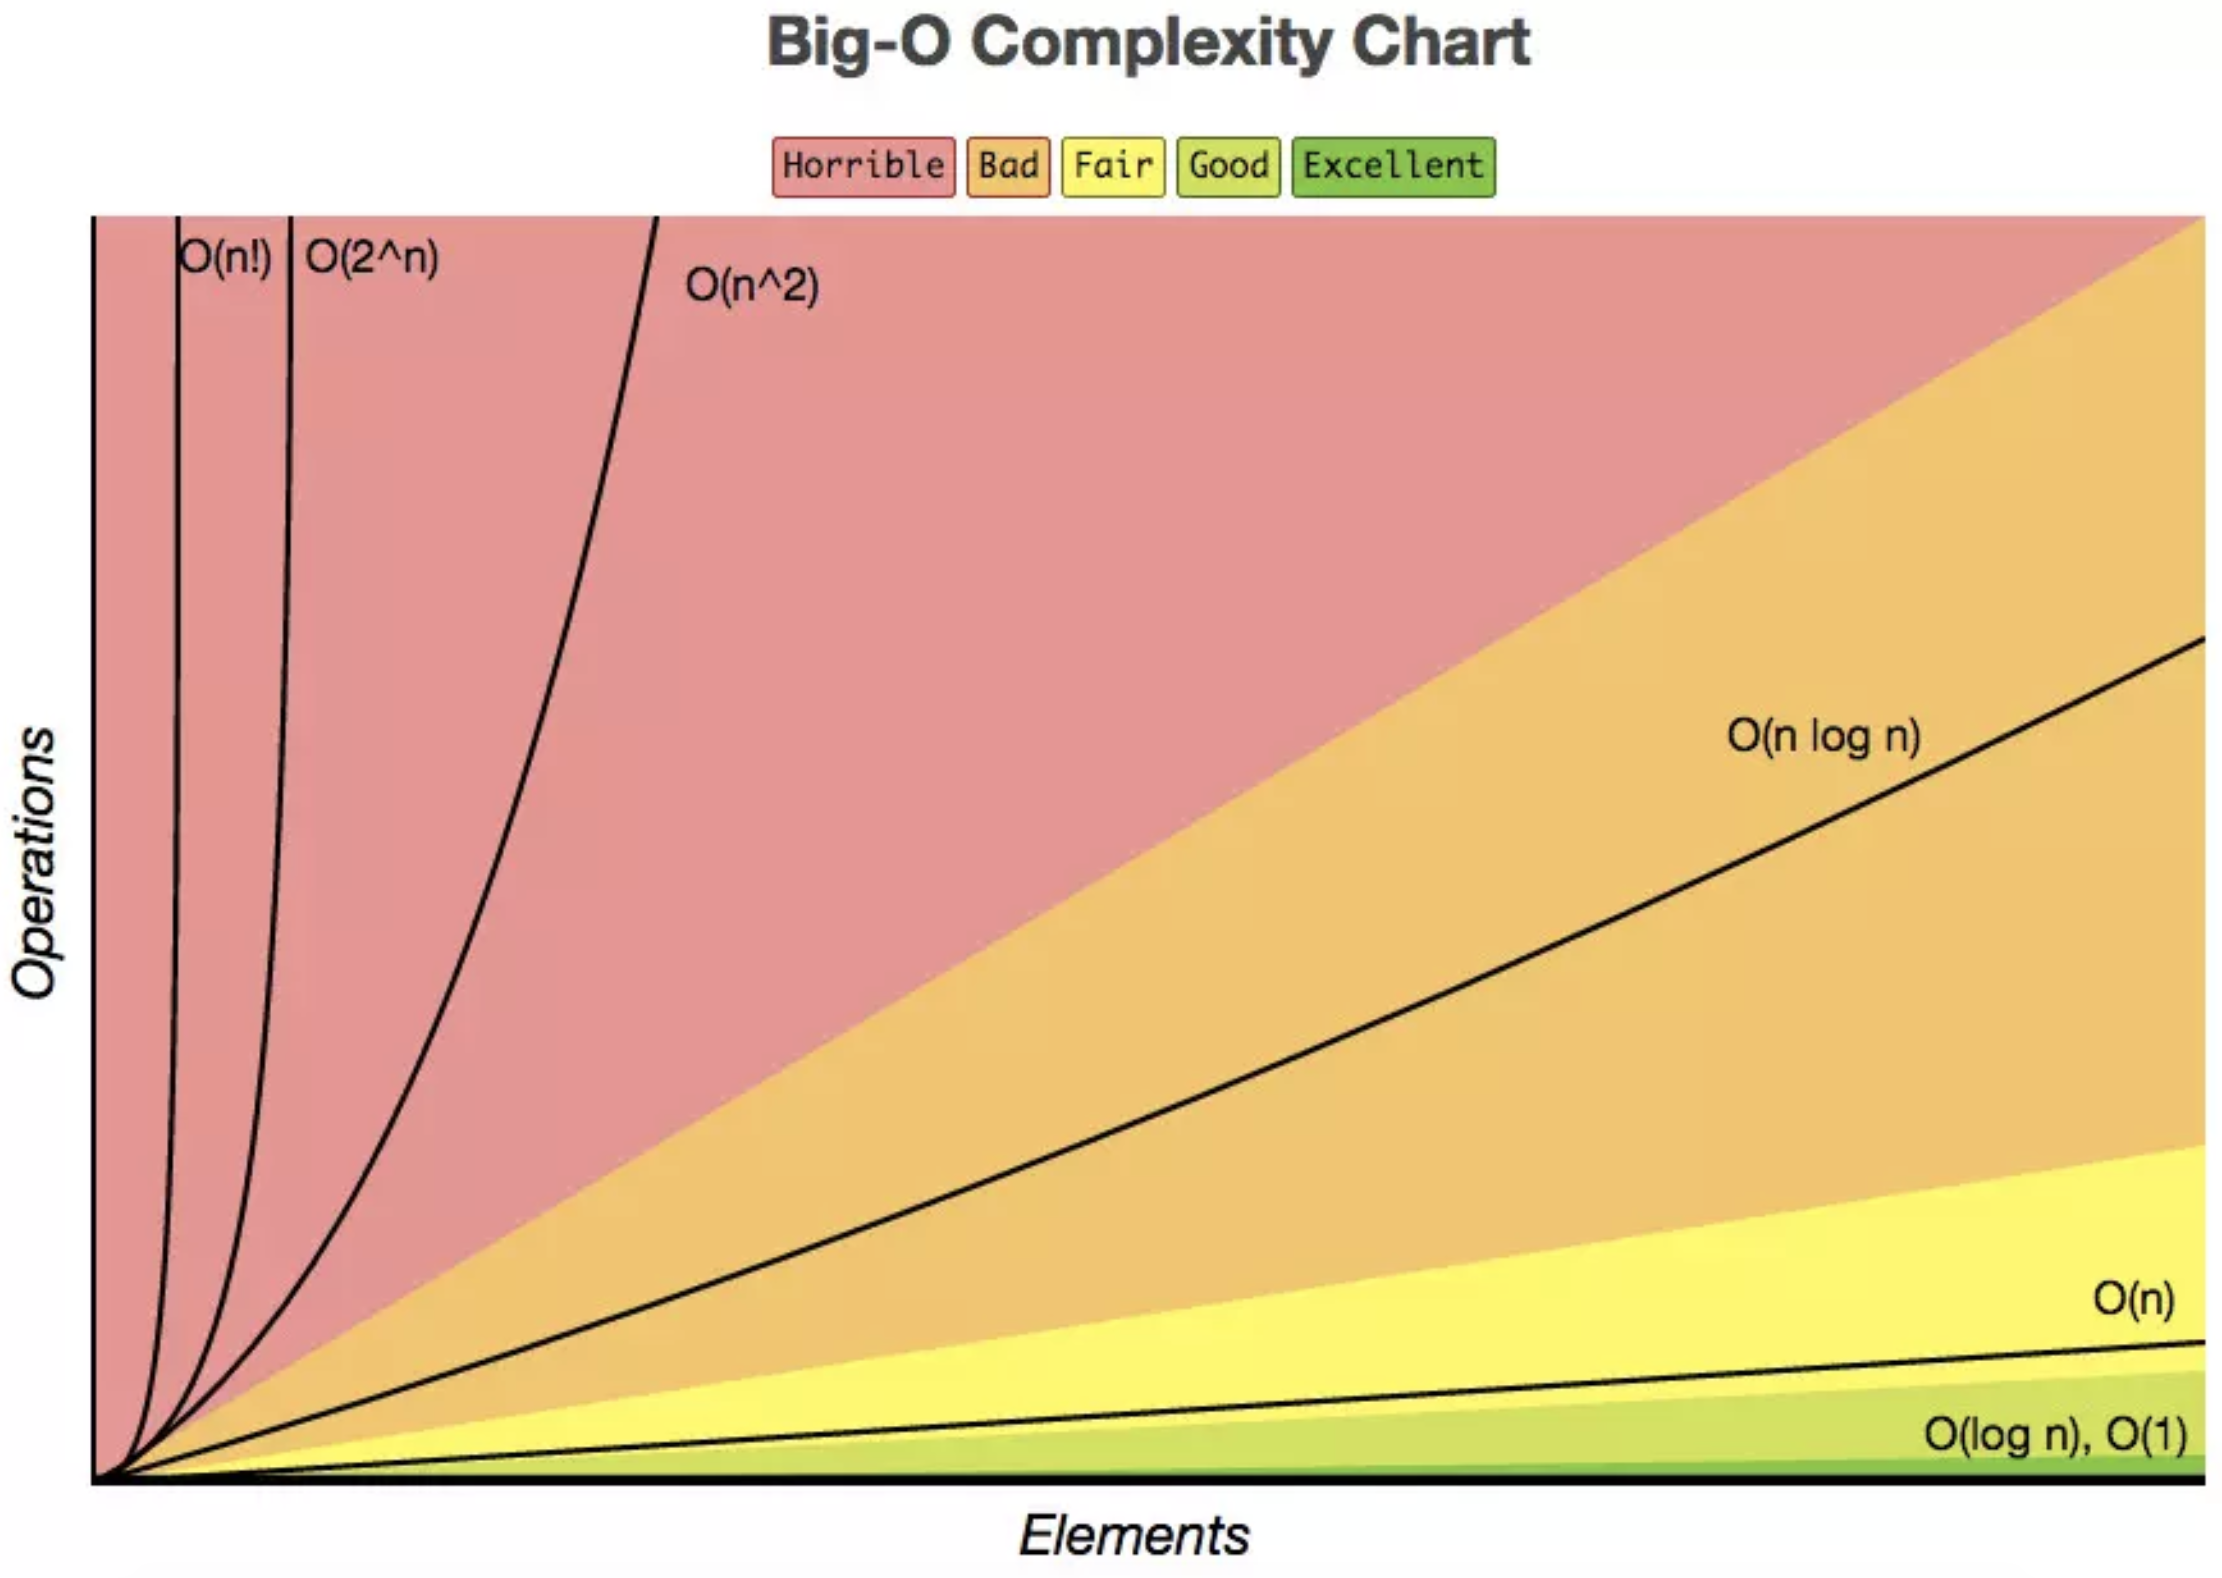 Big-O Complexity Chart
Horrible Bad Fair Good Excellent
O(n!) O(2^n)
O(n^2)
O(n log n)
Operations
O(n)
O(log n), O(1)
Elements